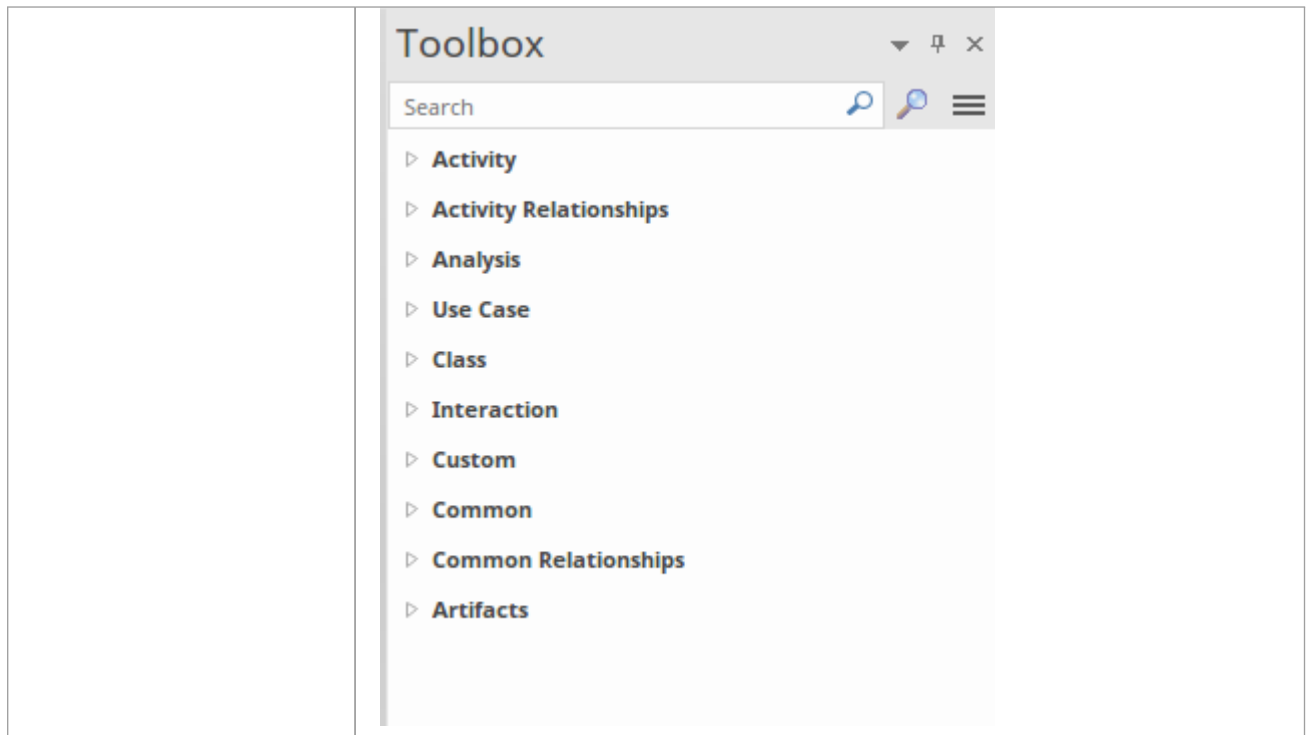 Toolbox
Search
Activity
Activity Relationships
Analysis
Use Case
Class
Interaction
Custom
Common
Common Relationships
Artifacts